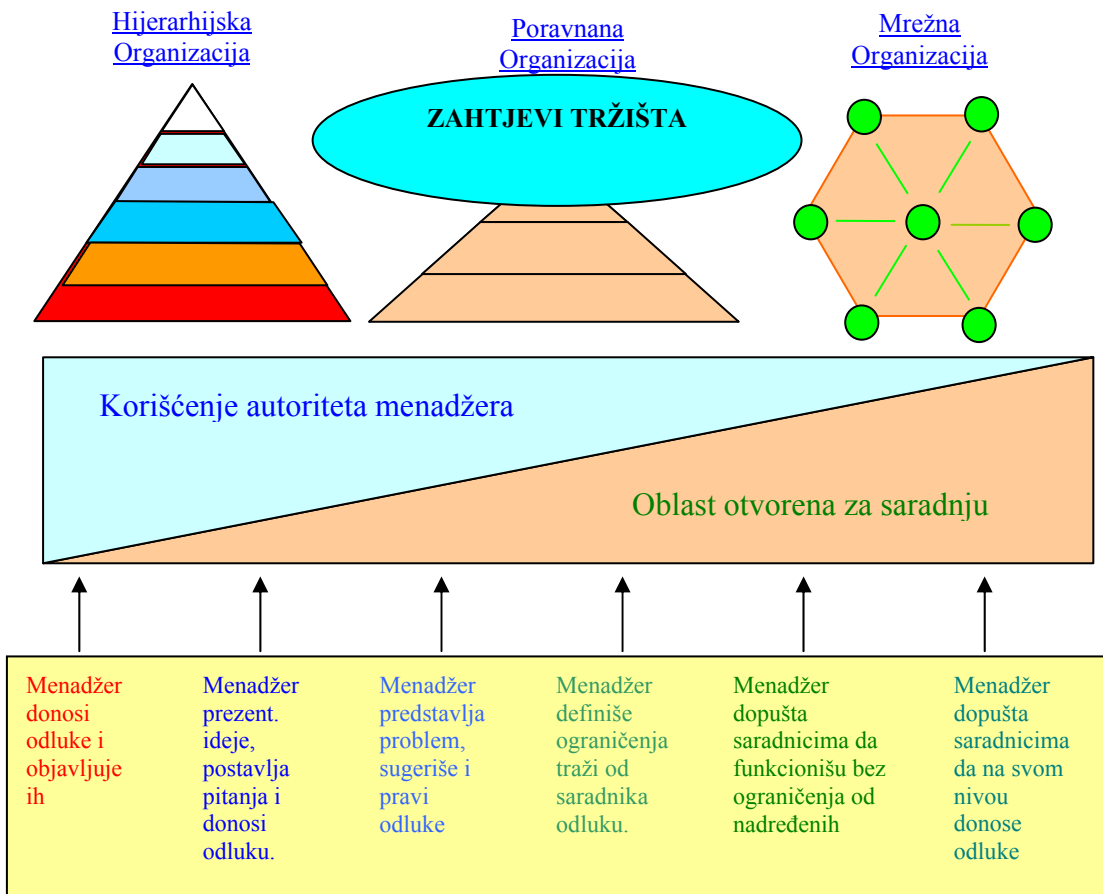 Hijerarhijska
Organizacija
Poravnana
Organizacija
Mrežna
Organizacija
ZAHTJEVI TRŽIŠTA
Korišćenje autoriteta menadžera
Oblast otvorena za saradnju
Menadžer
donosi
odluke i
objavljuje
ih
Menadžer
prezent.
ideje,
postavlja
pitanja i
donosi
odluku.
Menadžer
predstavlja
problem,
sugeriše i
pravi
odluke
Menadžer
definiše
ograničenja
traži od
saradnika
odluku.
Menadžer
dopušta
saradnicima da
funkcionišu bez
ograničenja od
nadređenih
Menadžer
dopušta
saradnicima
da na svom
nivou
donose
odluke